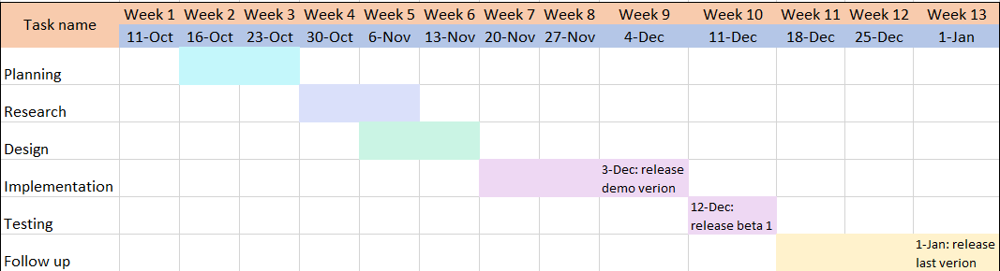 Task name Week 1 Week 2 Week 3 Week 4 Week 5 Week 6 Week 7 Week 8 Week 9 Week 10 Week 11 Week 12 Week 13
11-Oct 16-Oct 23-Oct 30-Oct 6-Nov 13-Nov 20-Nov 27-Nov 4-Dec 11-Dec 18-Dec 25-Dec 1-Jan
Planning
Research
Design
Implementation
3-Dec: release
demo verion
Testing
12-Dec:
release beta 1
Follow up
1-Jan: release
last verion